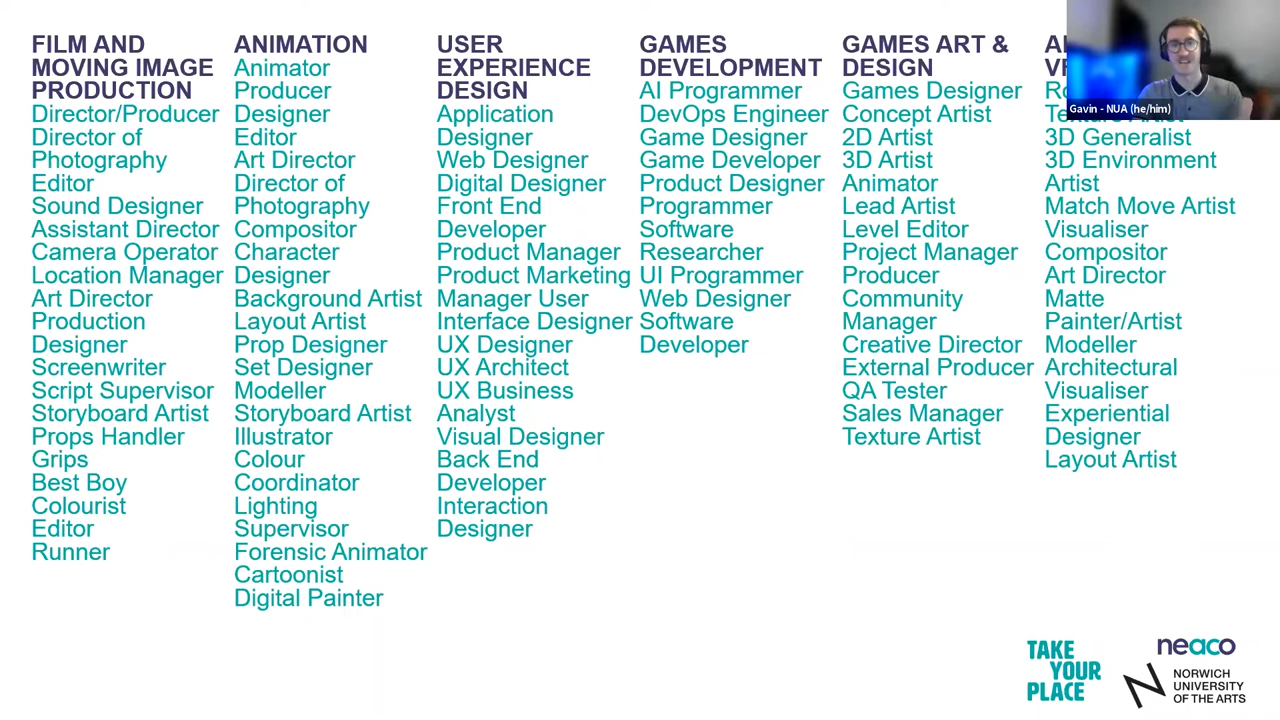 FILM AND
MOVING IMAGE
PRODUCTION
Director/Producer
Director of
Photography
Editor
Sound Designer
Assistant Director
Camera Operator
Location Manager
Art Director
Production
Designer
Screenwriter
Script Supervisor
Storyboard Artist
Props Handler
Grips
Best Boy
Colourist
Editor
Runner
ANIMATION
Animator
Producer
Designer
Editor
Art Director
Director of
Photography
Compositor
Character
Designer
Background Artist
Layout Artist
Prop Designer
Set Designer
Modeller
Storyboard Artist
Illustrator
Colour
Coordinator
Lighting
Supervisor
Forensic Animator
Cartoonist
Digital Painter
USER
EXPERIENCE
DESIGN
Application
Designer
Web Designer
Digital Designer
Front End
Developer
Product Manager
Product Marketing
Manager User
Interface Designer
UX Designer
UX Architect
UX Business
Analyst
Visual Designer
Back End
Developer
Interaction
Designer
GAMES
DEVELOPMENT
AI Programmer
DevOps Engineer
Game Designer
Game Developer
Product Designer
Programmer
Software
Researcher
UI Programmer
Web Designer
Software
Developer
GAMES ART &
DESIGN
Games Designer
Concept Artist
2D Artist
3D Artist
Animator
Lead Artist
Level Editor
Project Manager
Producer
Community
Manager
Creative Director
External Producer
QA Tester
Sales Manager
Texture Artist
3D Generalist
3D Environment
Artist
Match Move Artist
Visualiser
Compositor
Art Director
Matte
Painter/Artist
Modeller
Architectural
Visualiser
Experiential
Designer
Layout Artist
Gavin - NUA (he/him)
TAKE
YOUR
PLACE
neaco
NORWICH
UNIVERSITY
OF THE ARTS